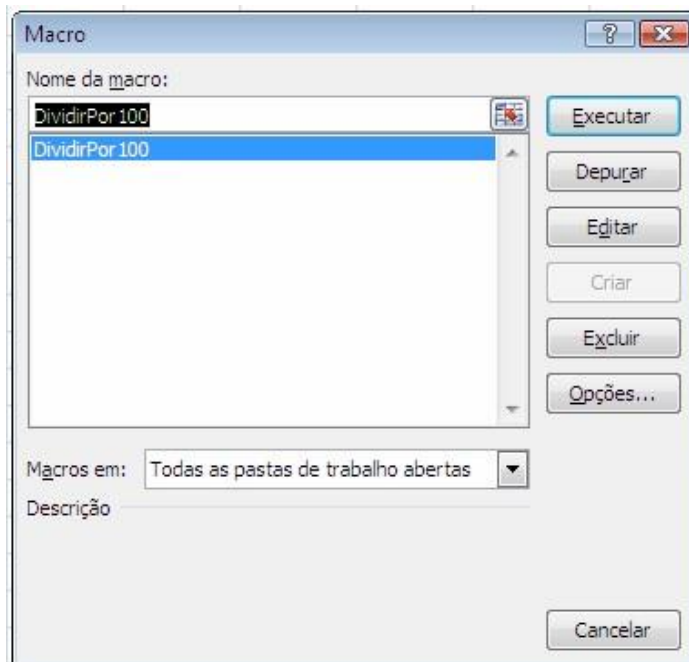 Macro
Nome da macro:
DividirPor100
DividirPor100
Executar
Depurar
Editar
Criar
Excluir
Opções...
Macros em: Todas as pastas de trabalho abertas
Descrição
Cancelar